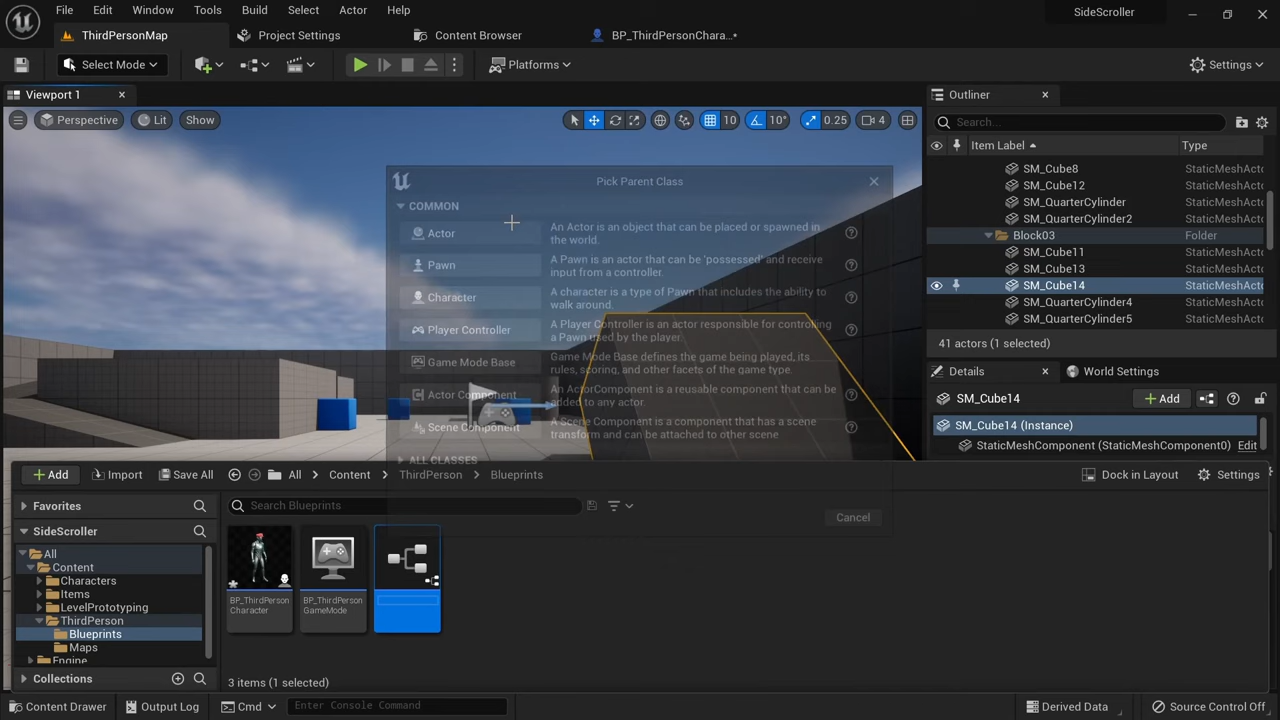 File Edit Window Tools Build Select Actor Help SideScroller
ThirdPersonMap Project Settings Content Browser BP_ThirdPersonChara...*
Select Mode Platforms Settings
Viewport 1 Outliner
Perspective Lit Show 10 10° 0.25 4 Search...
Item Label Type
SM_Cube8 StaticMeshActo
SM_Cube12 StaticMeshActo
SM_QuarterCylinder StaticMeshActo
SM_QuarterCylinder2 StaticMeshActo
Block03 Folder
SM_Cube11 StaticMeshActo
SM_Cube13 StaticMeshActo
SM_Cube14 StaticMeshActo
SM_QuarterCylinder4 StaticMeshActo
SM_QuarterCylinder5 StaticMeshActo
41 actors (1 selected)
Details World Settings
SM_Cube14 Add
SM_Cube14 (Instance)
StaticMeshComponent (StaticMeshComponent0) Edit
Pick Parent Class
COMMON
Actor An Actor is an object that can be placed or spawned in
the world.
Pawn A Pawn is an actor that can be 'possessed' and receive
input from a controller.
Character A character is a type of Pawn that includes the ability to
walk around.
Player Controller A Player Controller is an actor responsible for controlling
a Pawn used by the player.
Game Mode Base Game Mode Base defines the game being played, its
rules, scoring, and other facets of the game type.
Actor Component An ActorComponent is a reusable component that can be
added to any actor.
Scene Component A Scene Component is a component that has a scene
transform and can be attached to other scene
ALL CLASSES
Cancel
Add Import Save All All Content ThirdPerson Blueprints Dock in Layout Settings
Favorites Search Blueprints
SideScroller
All
Content
Characters
Items
LevelPrototyping
ThirdPerson
Blueprints
Maps
Engine
Collections
BP_ThirdPerson
Character
BP_ThirdPerson
GameMode
3 items (1 selected)
Content Drawer Output Log Cmd Enter Console Command Derived Data Source Control Off